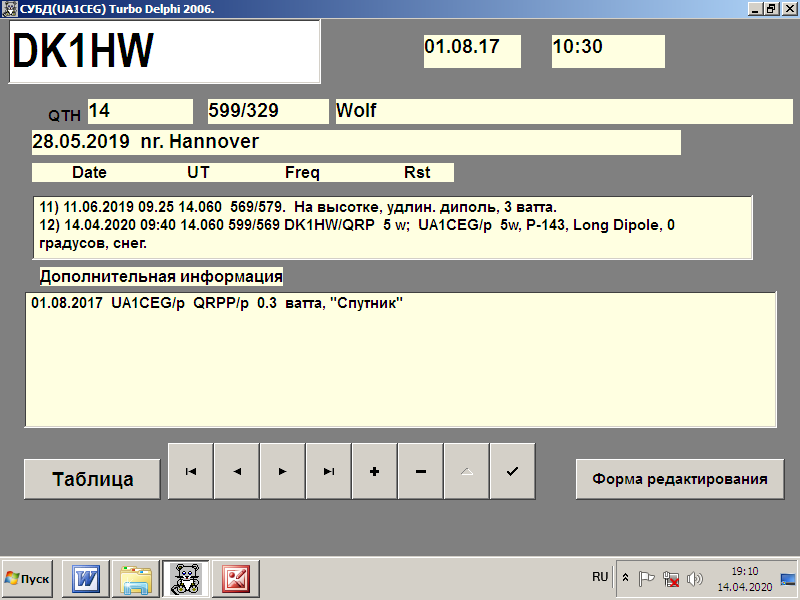 СУБД(UA1CEG) Turbo Delphi 2006.
DK1HW
01.08.17
10:30
QTH
14
599/329
Wolf
28.05.2019 nr. Hannover
Date UT Freq Rst
11) 11.06.2019 09.25 14.060 569/579. На высотке, удлин. диполь, 3 ватта.
12) 14.04.2020 09:40 14.060 599/569 DK1HW/QRP 5 w; UA1CEG/p 5w, P-143, Long Dipole, 0
градусов, снег.
Дополнительная информация
01.08.2017 UA1CEG/p QRPP/p 0.3 ватта, "Спутник"
Таблица
Форма редактирования
Пуск
RU
19:10
14.04.2020